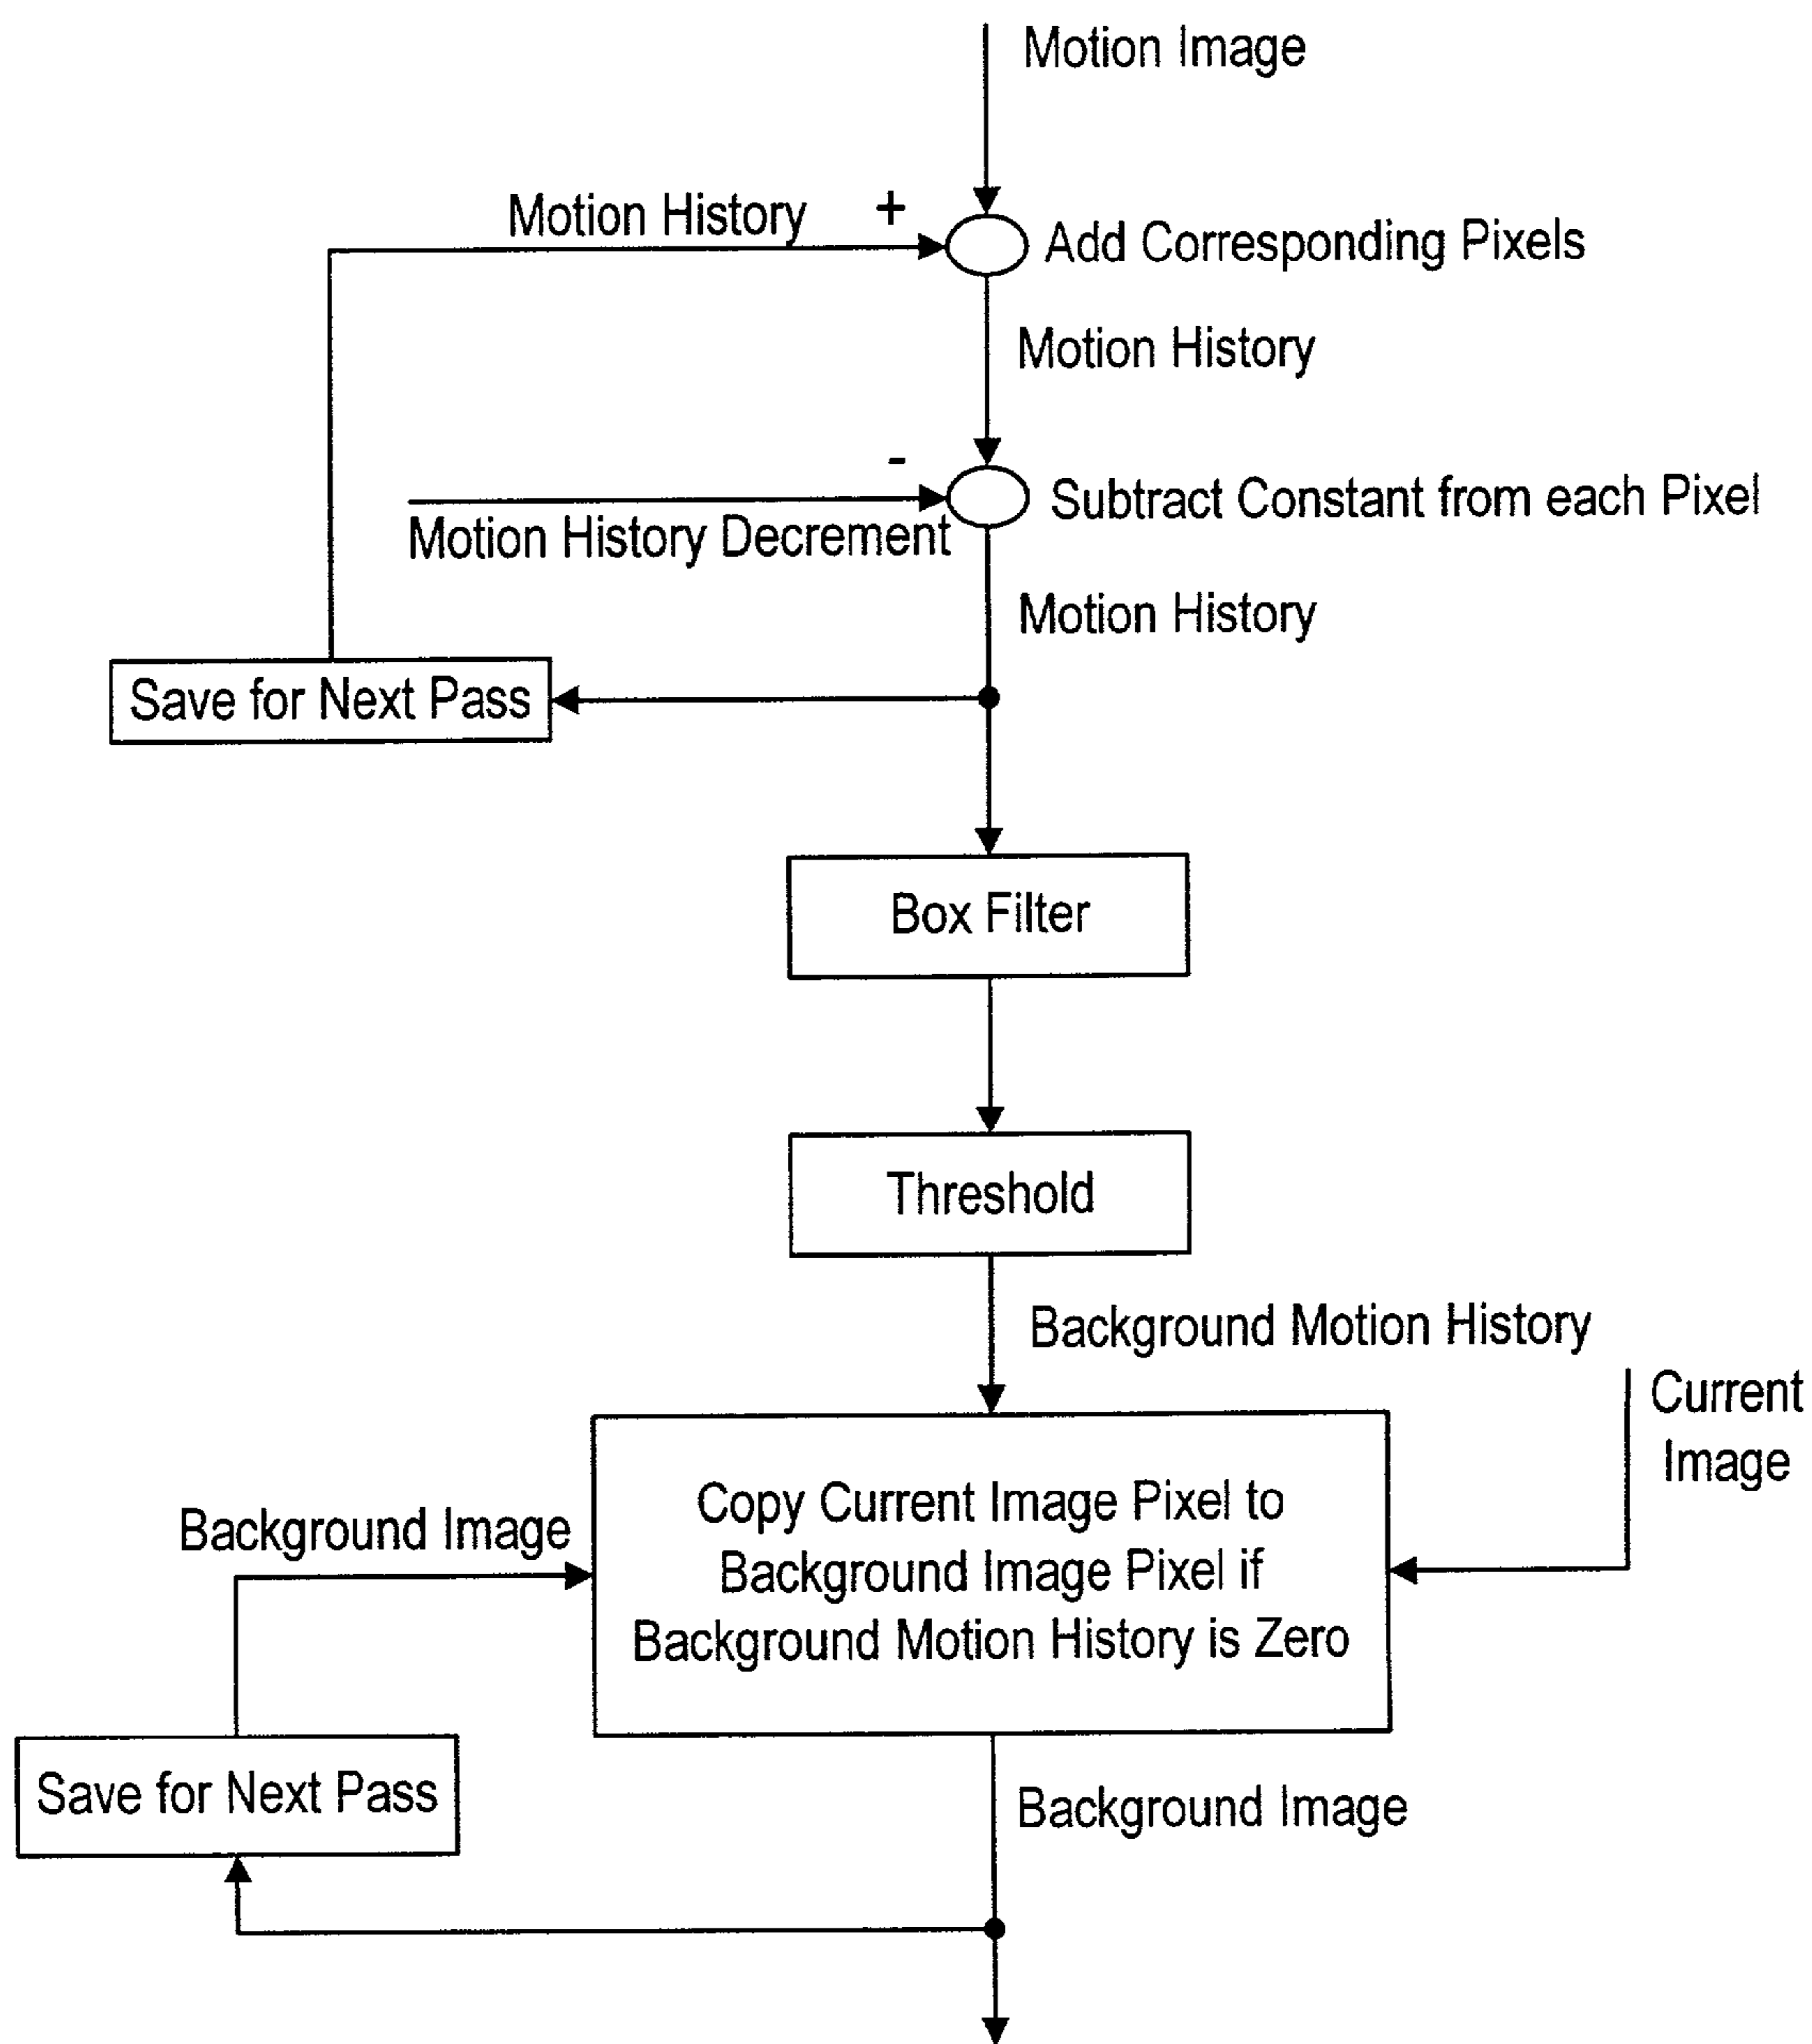 Motion Image
Motion History +
Add Corresponding Pixels
Motion History
-
Subtract Constant from each Pixel
Motion History Decrement
Motion History
Save for Next Pass
Box Filter
Threshold
Background Motion History
Current
Image
Copy Current Image Pixel to
Background Image Pixel if
Background Motion History is Zero
Background Image
Save for Next Pass
Background Image